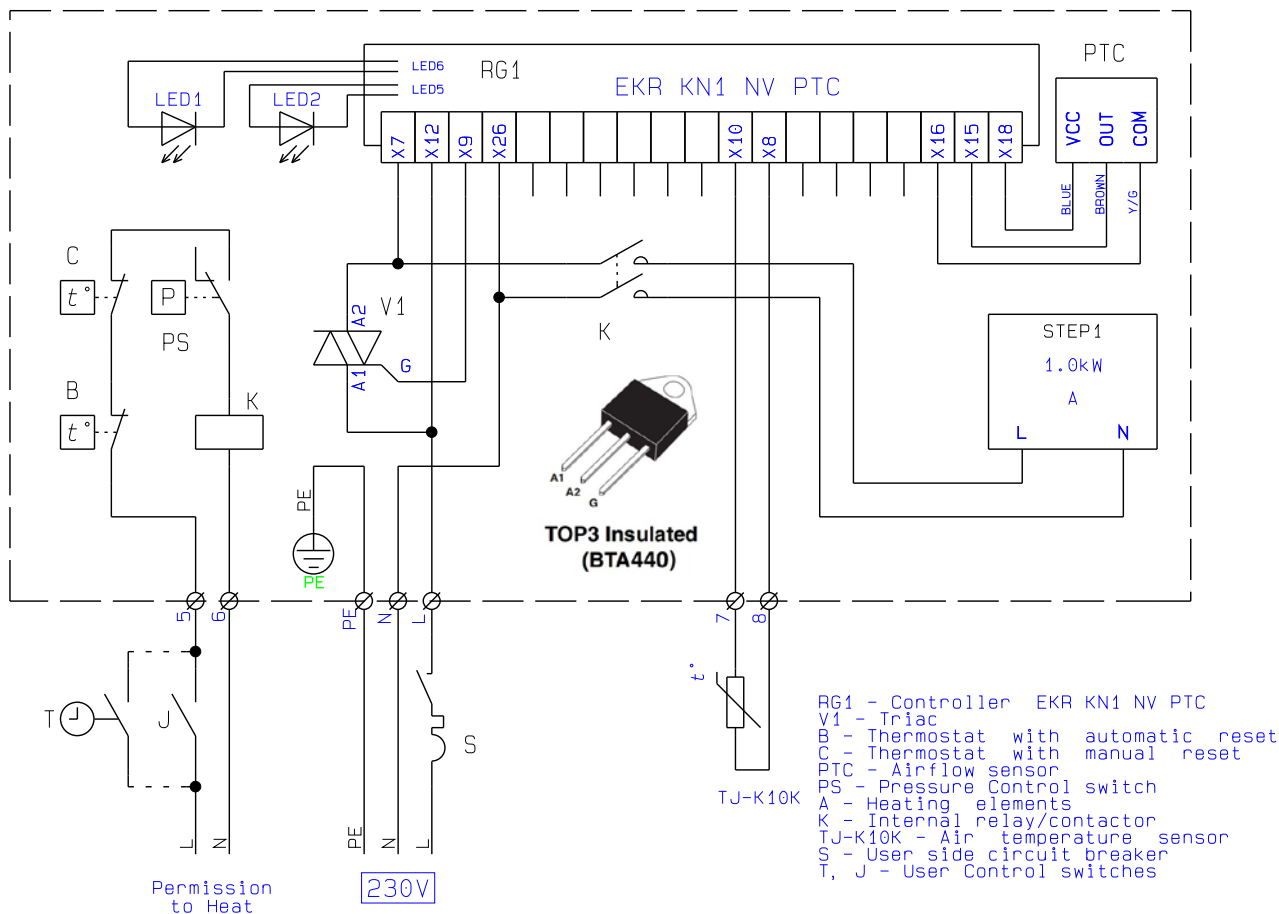 PTC
LED6
RG1
EKR KN1 NV PTC
LED5
LED1
LED2
X7
X12
X9
X26
X10
X8
X16
X15
X18
VCC
OUT
COM
BLUE
BROWN
Y/G
C
t°
P
PS
A2
V1
A1
G
K
STEP1
1.0kW
A
L
N
B
t°
K
A1
A2
G
TOP3 Insulated
(BTA440)
PE
PE
5
6
PE
N
L
7
8
T
J
S
t°
TJ-K10K
L
N
PE
N
L
Permission
to Heat
230V
RG1 - Controller EKR KN1 NV PTC
V1 - Triac
B - Thermostat with automatic reset
C - Thermostat with manual reset
PTC - Airflow sensor
PS - Pressure Control switch
A - Heating elements
K - Internal relay/contactor
TJ-K10K - Air temperature sensor
S - User side circuit breaker
T, J - User Control switches